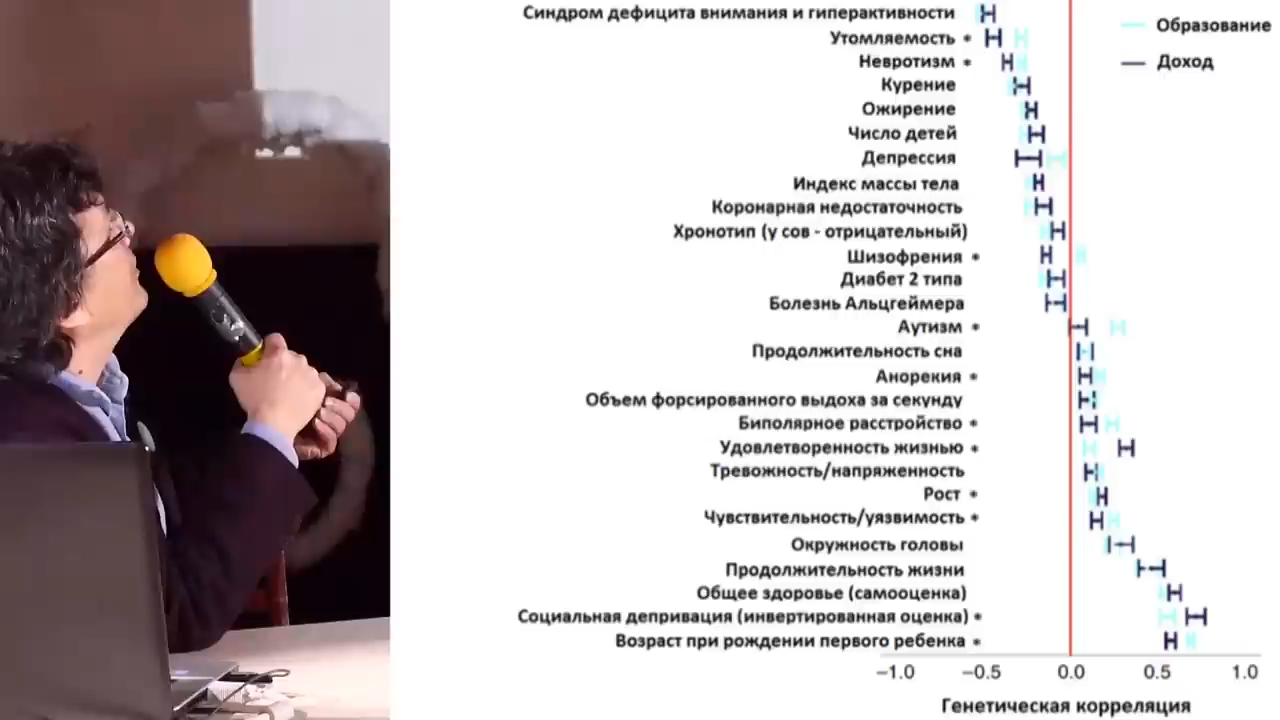 Синдром дефицита внимания и гиперактивности
Образование
Утомляемость *
Невротизм *
Доход
Курение
Ожирение
Число детей
Депрессия
Индекс массы тела
Коронарная недостаточность
Хронотип (у сов - отрицательный)
Шизофрения *
Диабет 2 типа
Болезнь Альцгеймера
Аутизм *
Продолжительность сна
Анорекия *
Объем форсированного выдоха за секунду
Биполярное расстройство *
Удовлетворенность жизнью *
Тревожность/напряженность
Рост *
Чувствительность/уязвимость *
Окружность головы
Продолжительность жизни
Общее здоровье (самооценка)
Социальная депривация (инвертированная оценка) *
Возраст при рождении первого ребенка *
−1.0 −0.5 0.0 0.5 1.0
Генетическая корреляция